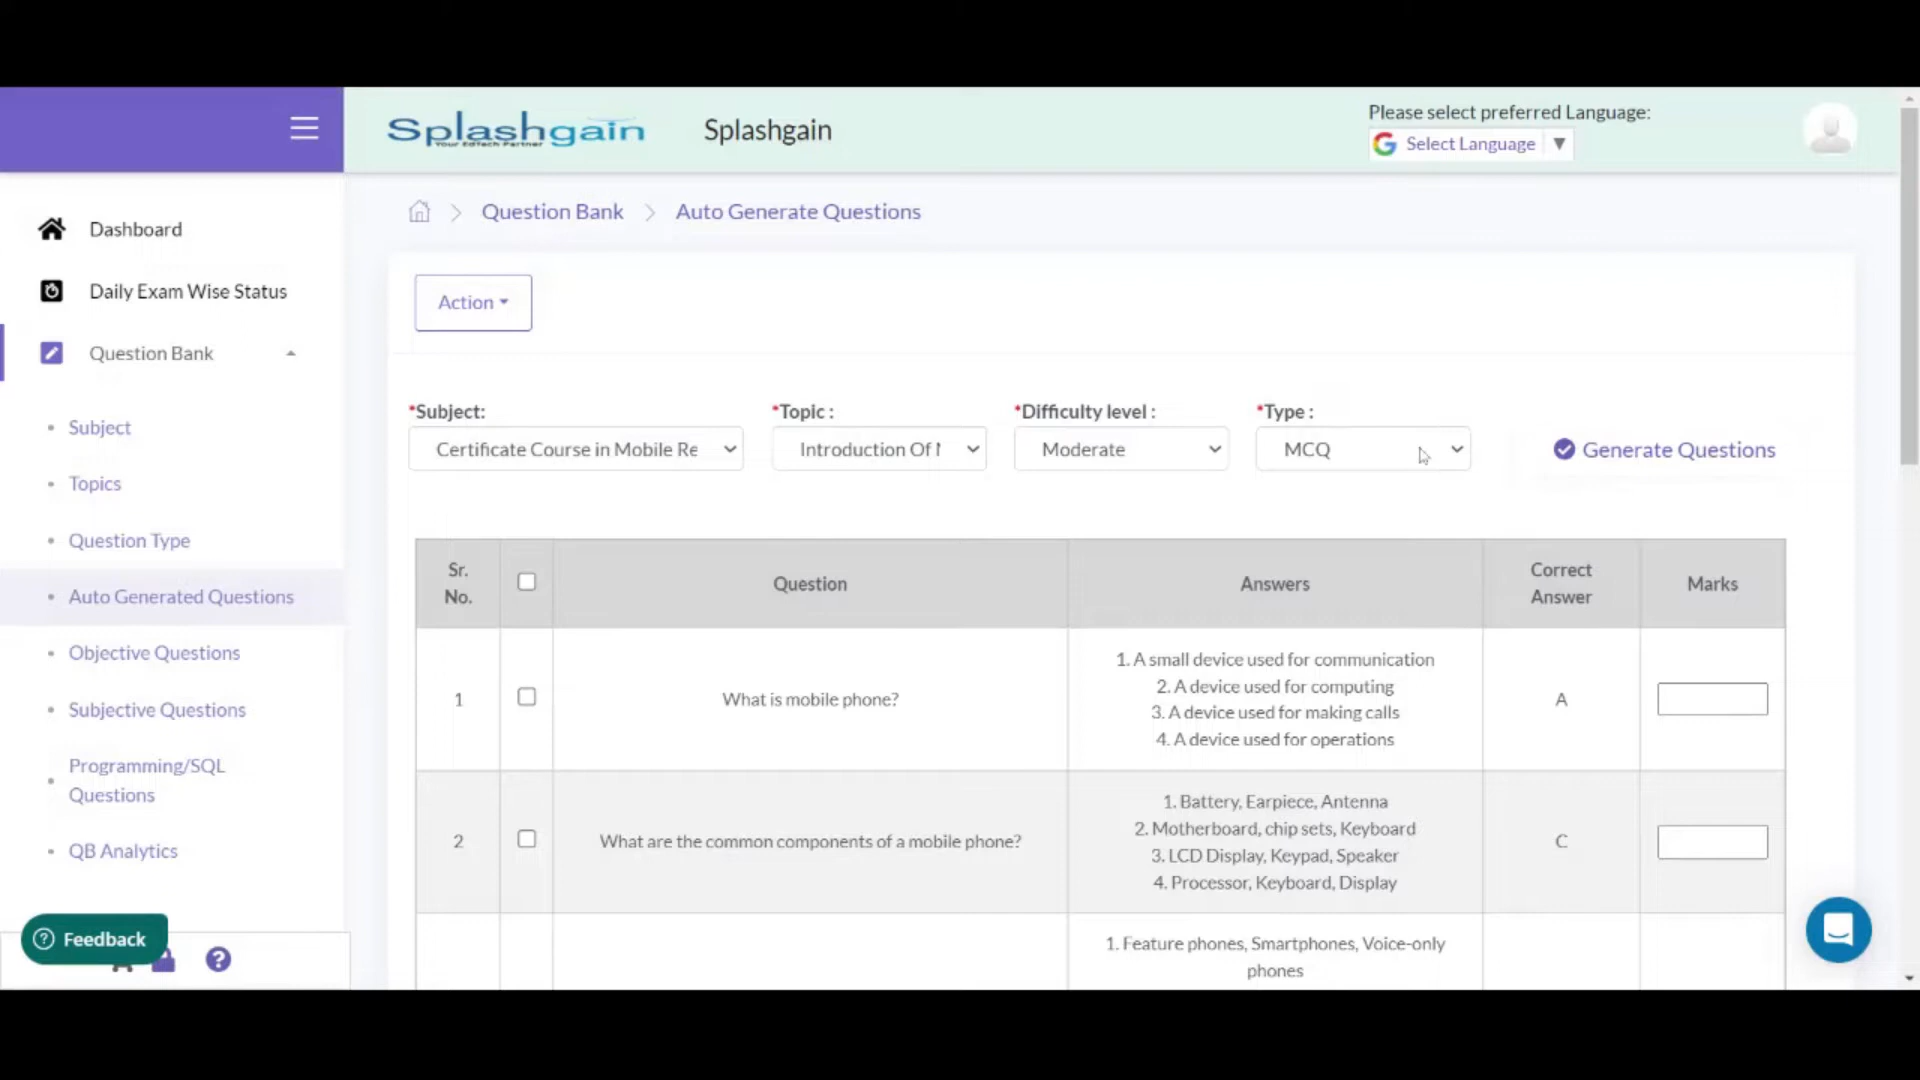 Splashgain
Your EdTech Partner
Splashgain
Please select preferred Language:
Select Language ▼
Dashboard
Daily Exam Wise Status
Question Bank
Subject
Topics
Question Type
Auto Generated Questions
Objective Questions
Subjective Questions
Programming/SQL
Questions
QB Analytics
Feedback
Question Bank > Auto Generate Questions
Action
*Subject:
Certificate Course in Mobile Re
*Topic :
Introduction Of
*Difficulty level :
Moderate
*Type :
MCQ
Generate Questions
Sr.
No.
Question
Answers
Correct
Answer
Marks
1
What is mobile phone?
1. A small device used for communication
2. A device used for computing
3. A device used for making calls
4. A device used for operations
A
2
What are the common components of a mobile phone?
1. Battery, Earpiece, Antenna
2. Motherboard, chip sets, Keyboard
3. LCD Display, Keypad, Speaker
4. Processor, Keyboard, Display
C
1. Feature phones, Smartphones, Voice-only
phones